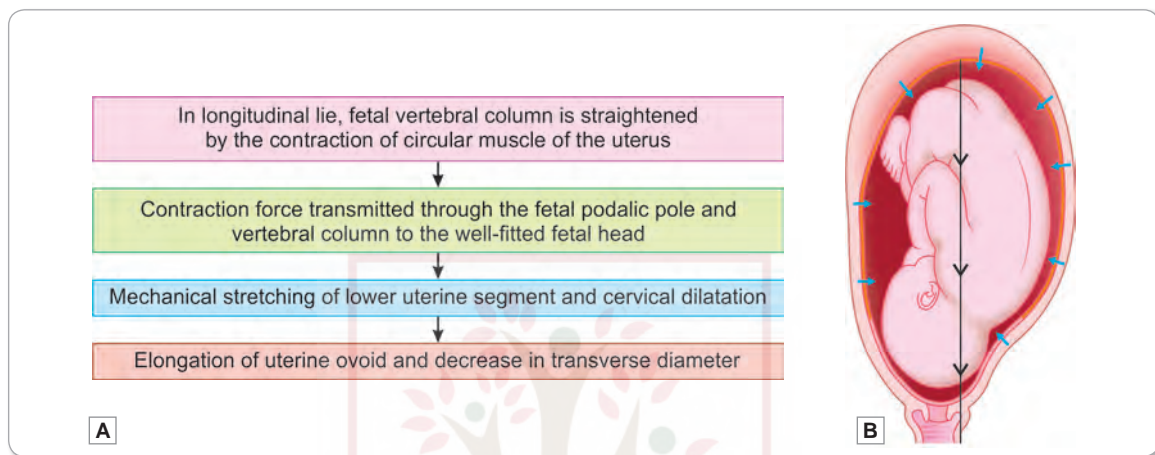 In longitudinal lie, fetal vertebral column is straightened
by the contraction of circular muscle of the uterus
Contraction force transmitted through the fetal podalic pole and
vertebral column to the well-fitted fetal head
Mechanical stretching of lower uterine segment and cervical dilatation
Elongation of uterine ovoid and decrease in transverse diameter
A
B